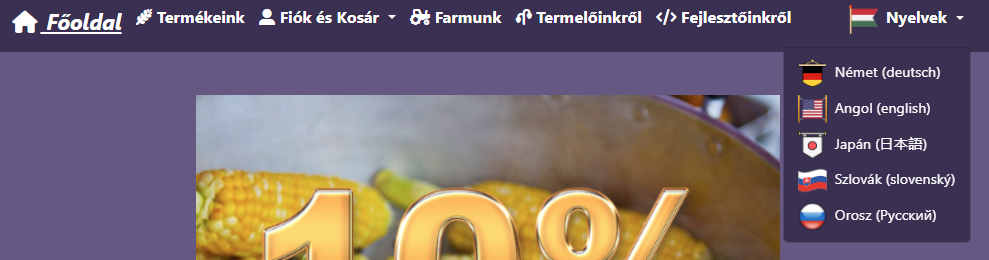 Főoldal Termékeink Fiók és Kosár Farmunk Termelőinkről Fejlesztőinkről Nyelvek
Német (deutsch)
Angol (english)
Japán (日本語)
Szlovák (slovenský)
Orosz (Русский)
10%